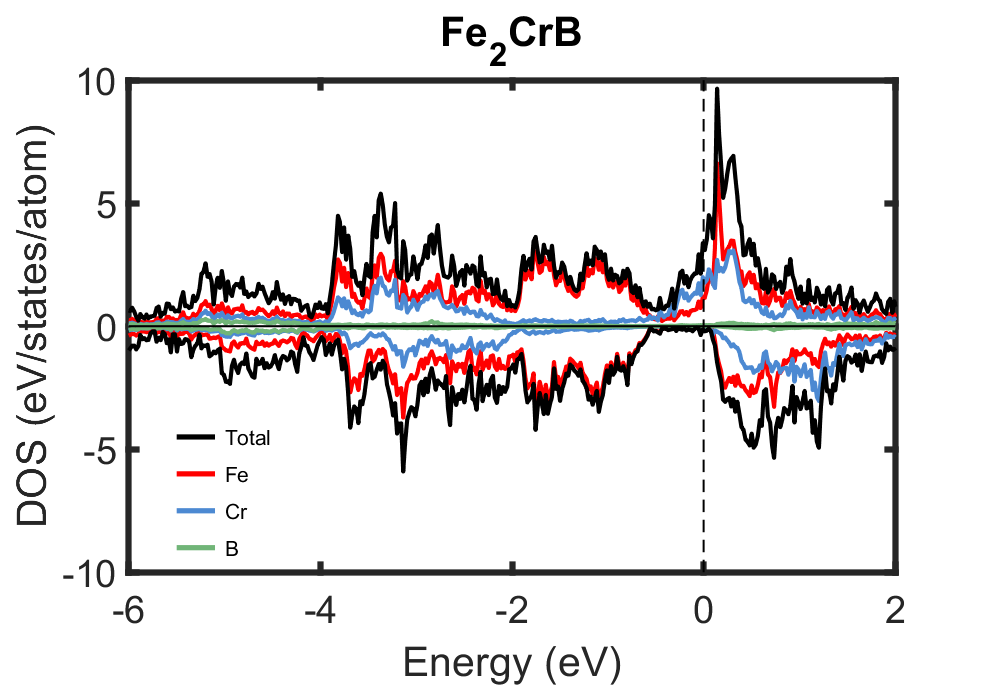 Fe₂CrB
10
5
0
-5
-10
DOS (eV/states/atom)
Total
Fe
Cr
B
-6 -4 -2 0 2
Energy (eV)